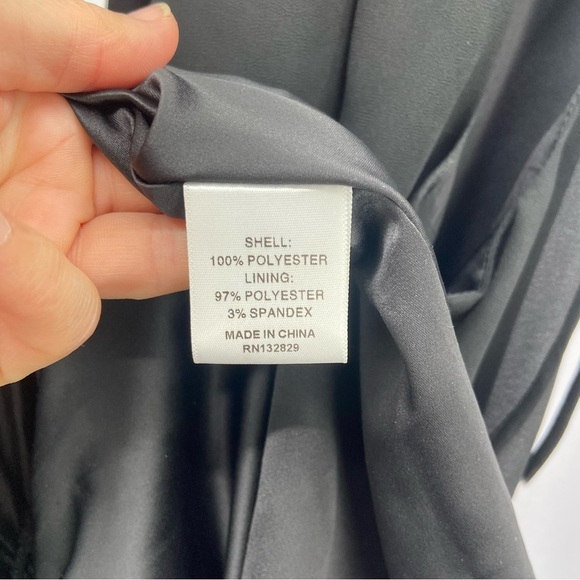 SHELL:
100% POLYESTER
LINING:
97% POLYESTER
3% SPANDEX
MADE IN CHINA
RN132829